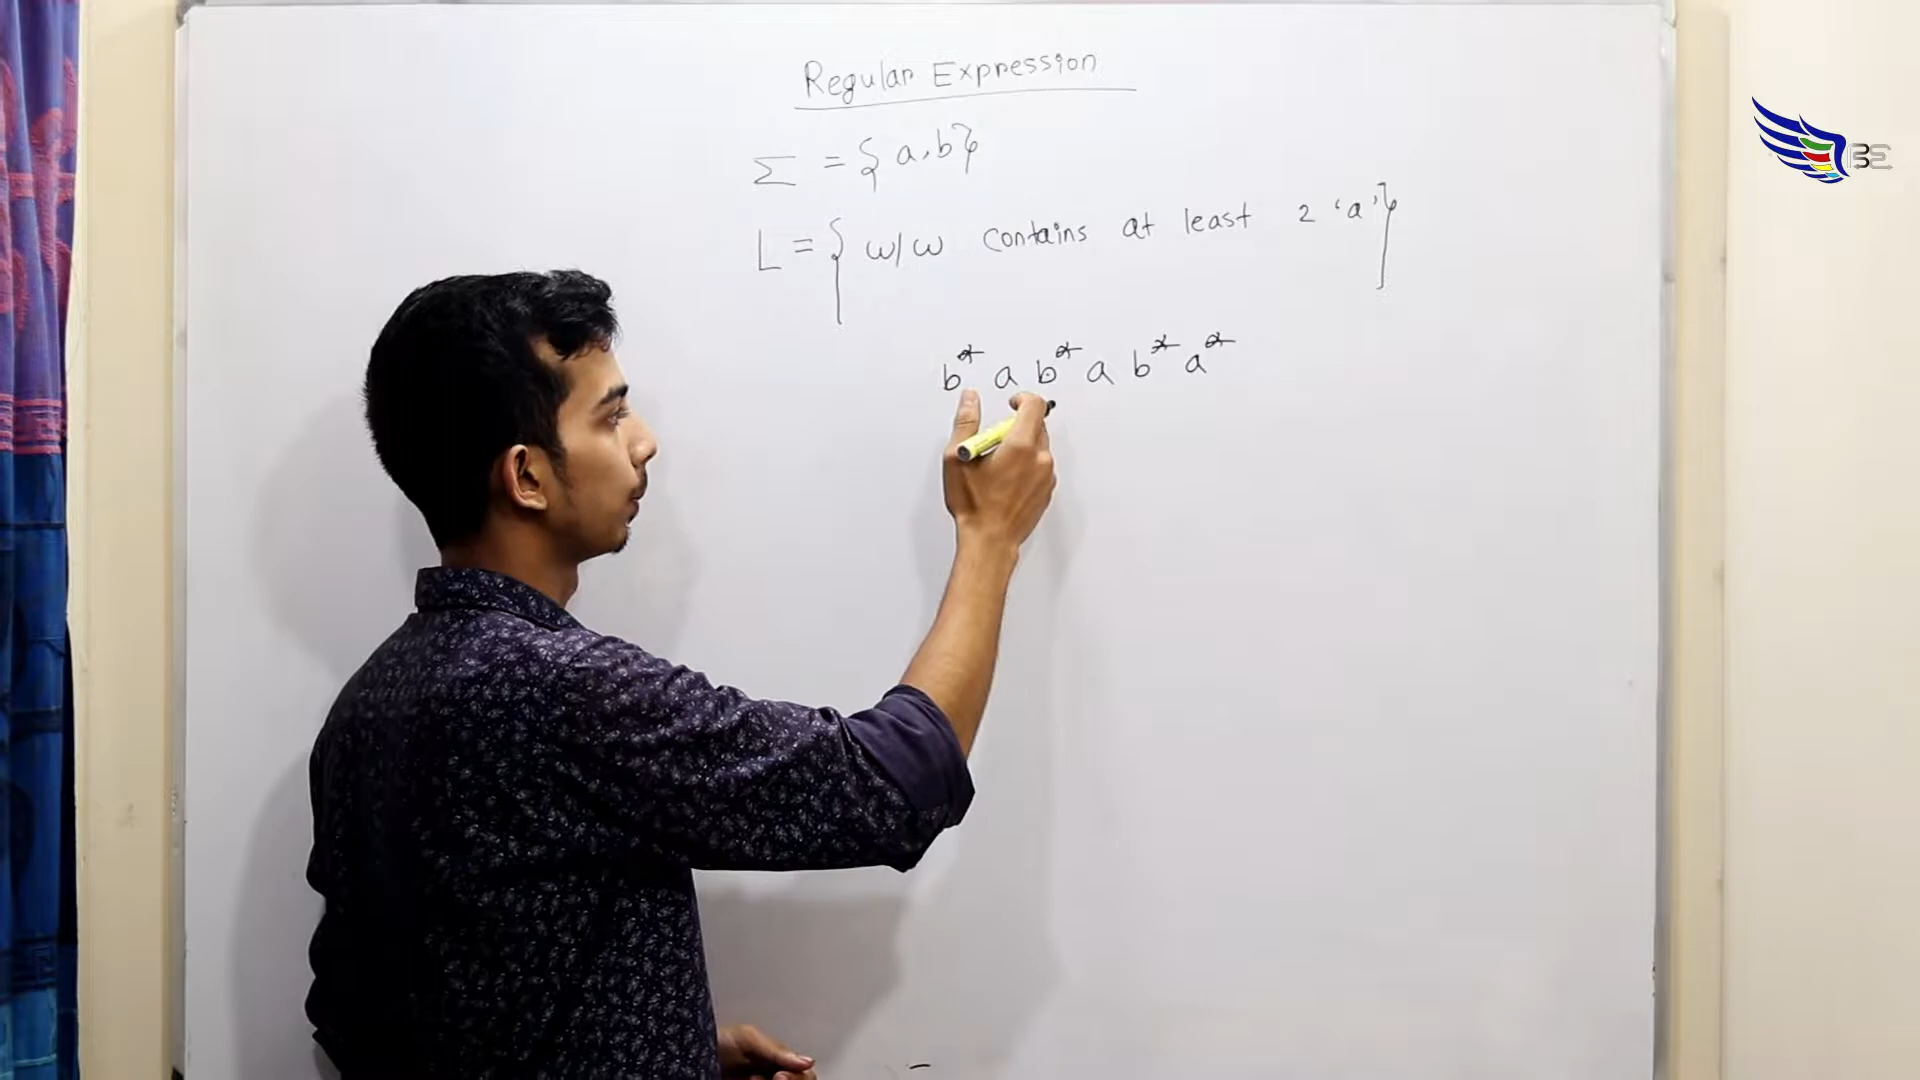 Regular Expression
Σ = { a, b }
L = { w/w contains at least 2 'a' }
b* a b* a b* a*